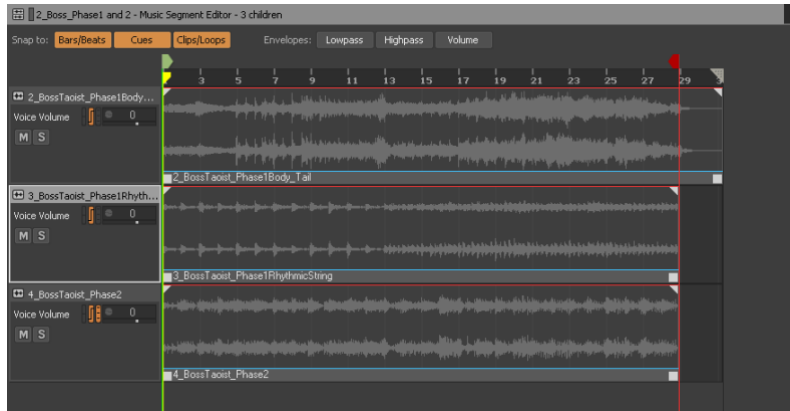 2_Boss_Phase1 and 2 - Music Segment Editor - 3 children
Snap to: Bars/Beats Cues Clips/Loops Envelopes: Lowpass Highpass Volume
3 5 7 9 11 13 15 17 19 21 23 25 27 29 3
2_BossTaoist_Phase1Body...
Voice Volume 0
M S
2_BossTaoist_Phase1Body_Tail
3_BossTaoist_Phase1Rhyth...
Voice Volume 0
M S
3_BossTaoist_Phase1RhythmicString
4_BossTaoist_Phase2
Voice Volume 0
M S
4_BossTaoist_Phase2